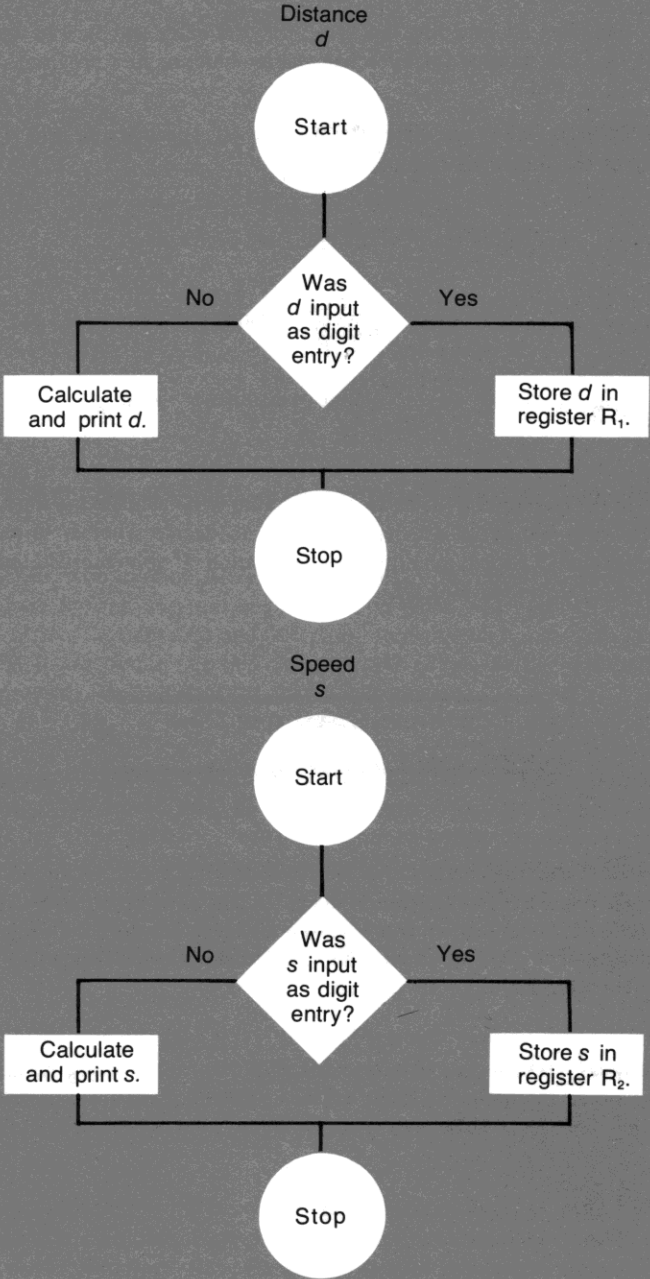 Distance
d
Start
Was
d input
as digit
entry?
No
Yes
Calculate
and print d.
Store d in
register R₁.
Stop
Speed
s
Start
Was
s input
as digit
entry?
No
Yes
Calculate
and print s.
Store s in
register R₂.
Stop